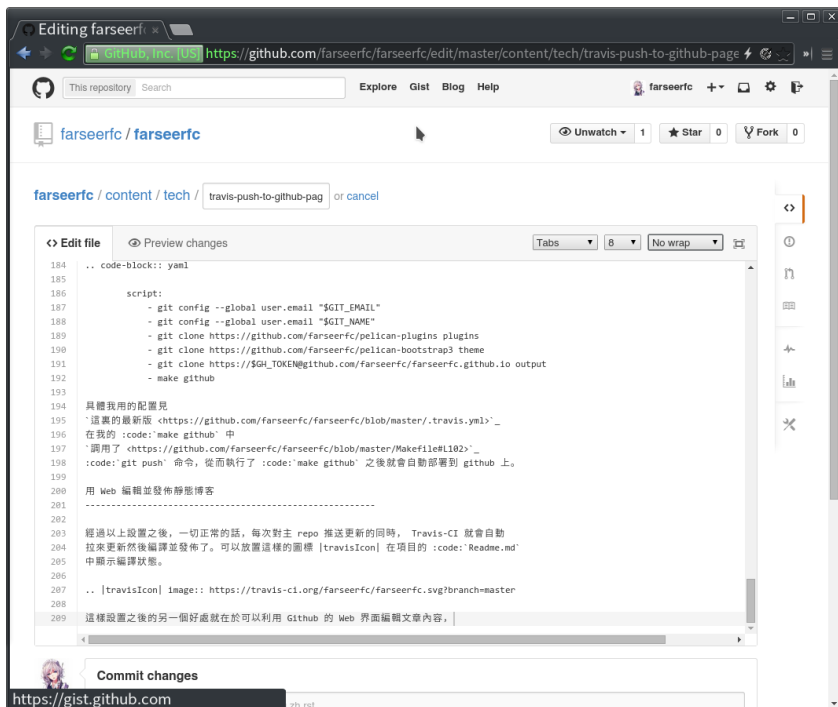 Editing farseerfc
GitHub, Inc. [US] https://github.com/farseerfc/farseerfc/edit/master/content/tech/travis-push-to-github-page
This repository Search Explore Gist Blog Help farseerfc
farseerfc / farseerfc Unwatch 1 Star 0 Fork 0
farseerfc / content / tech / travis-push-to-github-pag or cancel
Edit file Preview changes Tabs 8 No wrap
184 .. code-block:: yaml
185
186 script:
187 - git config --global user.email "$GIT_EMAIL"
188 - git config --global user.email "$GIT_NAME"
189 - git clone https://github.com/farseerfc/pelican-plugins plugins
190 - git clone https://github.com/farseerfc/pelican-bootstrap3 theme
191 - git clone https://$GH_TOKEN@github.com/farseerfc/farseerfc.github.io output
192 - make github
193
194 具體我用的配置見
195 `這裏的最新版 <https://github.com/farseerfc/farseerfc/blob/master/.travis.yml>`_
196 在我的 :code:`make github` 中
197 `調用了 <https://github.com/farseerfc/farseerfc/blob/master/Makefile#L102>`_
198 :code:`git push` 命令，從而執行了 :code:`make github` 之後就會自動部署到 github 上。
199
200 用 Web 編輯並發佈靜態博客
201 ------------------------------------------------------
202
203 經過以上設置之後，一切正常的話，每次對主 repo 推送更新的同時， Travis-CI 就會自動
204 拉來更新然後編譯並發佈了。可以放置這樣的圖標 |travisIcon| 在項目的 :code:`Readme.md`
205 中顯示編譯狀態。
206
207 .. |travisIcon| image:: https://travis-ci.org/farseerfc/farseerfc.svg?branch=master
208
209 這樣設置之後的另一個好處就在於可以利用 Github 的 Web 界面編輯文章內容，
Commit changes
https://gist.github.com